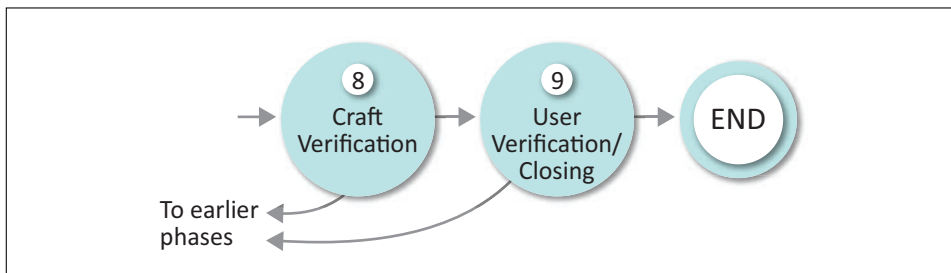 8
Craft
Verification
9
User
Verification/
Closing
END
To earlier
phases